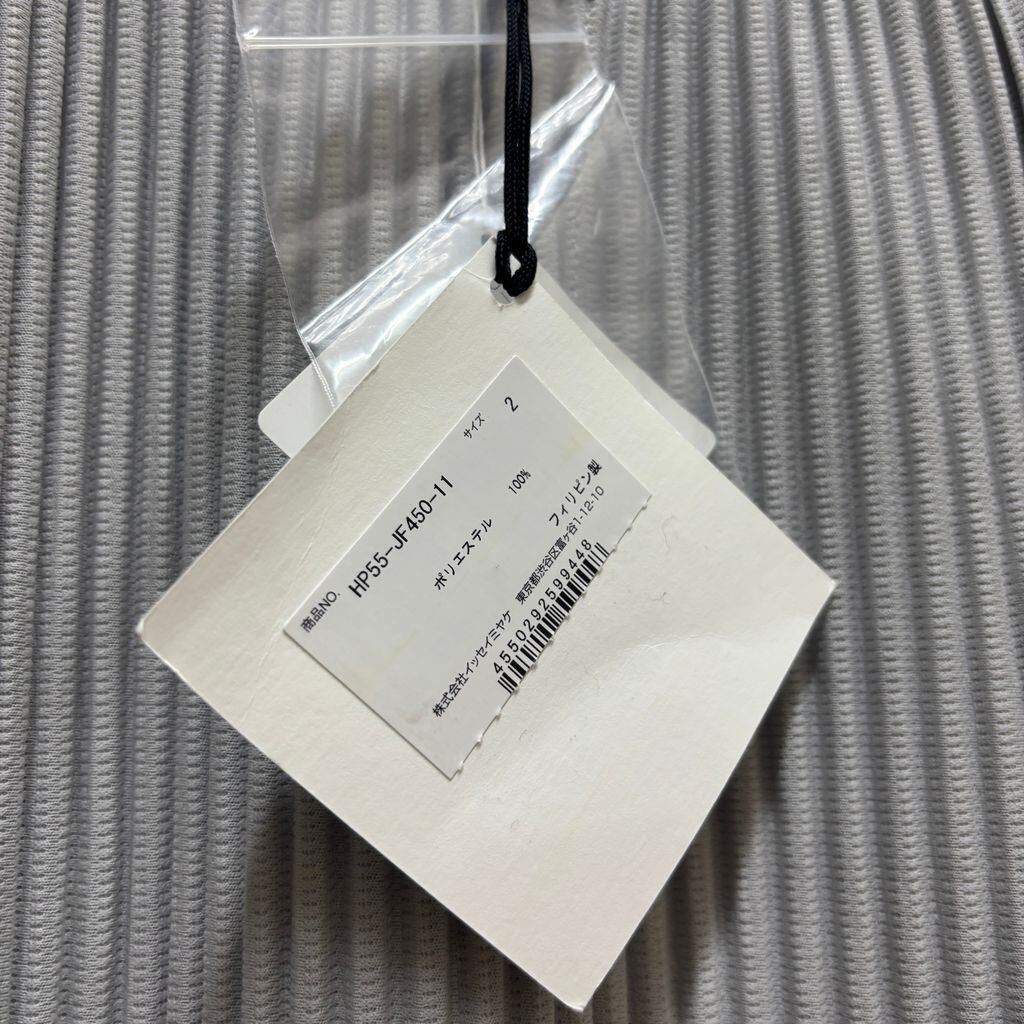 商品NO. HP55-JF450-11 サイズ 2
ポリエステル 100%
フィリピン製
株式会社イッセイミヤケ 東京都渋谷区富ヶ谷1-12-10
4550292599448